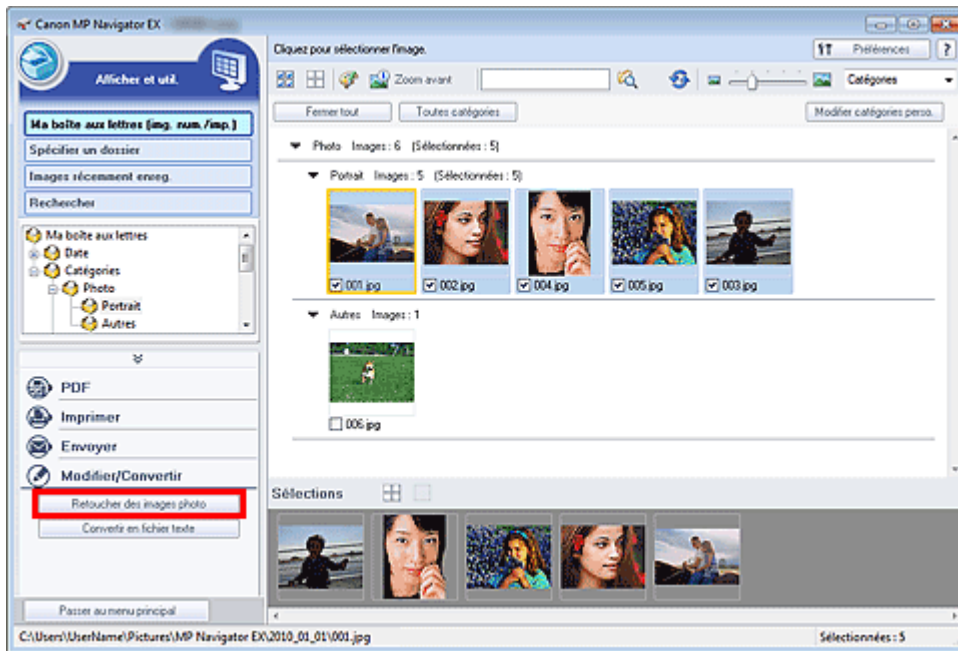 Canon MP Navigator EX
Afficher et util.
Ma boîte aux lettres (img. num./imp.)
Spécifier un dossier
Images récemment enreg.
Rechercher
Ma boîte aux lettres
Date
Catégories
Photo
Portrait
Autres
PDF
Imprimer
Envoyer
Modifier/Convertir
Retoucher des images photo
Convertir en fichier texte
Passer au menu principal
Cliquez pour sélectionner l'image.
Préférences ?
Zoom avant
Catégories
Fermer tout Toutes catégories Modifier catégories perso.
Photo Images : 6 (Sélectionnées : 5)
Portrait Images : 5 (Sélectionnées : 5)
001.jpg 002.jpg 004.jpg 005.jpg 003.jpg
Autres Images : 1
006.jpg
Sélections
C:\Users\UserName\Pictures\MP Navigator EX\2010_01_01\001.jpg Sélectionnées : 5